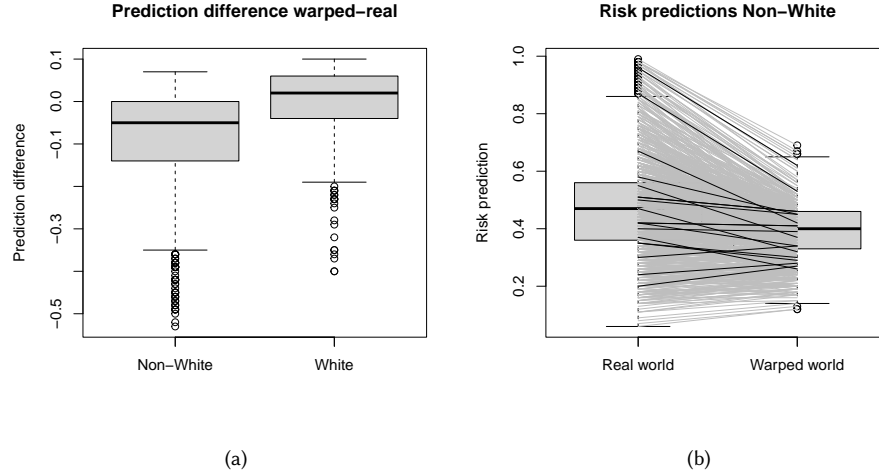 Prediction difference warped−real
Prediction difference
0.1
0.0
−0.1
−0.3
−0.5
Non−White
White
(a)
Risk predictions Non−White
Risk prediction
1.0
0.8
0.6
0.4
0.2
Real world
Warped world
(b)